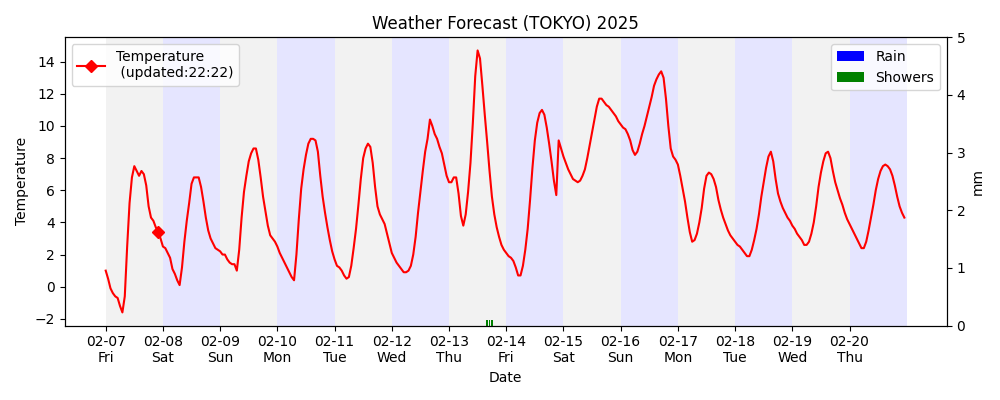 Weather Forecast (TOKYO) 2025
Temperature
(updated:22:22)
Rain
Showers
Temperature
14
12
10
8
6
4
2
0
−2
5
4
3
2
1
0
mm
02-07 02-08 02-09 02-10 02-11 02-12 02-13 02-14 02-15 02-16 02-17 02-18 02-19 02-20
Fri Sat Sun Mon Tue Wed Thu Fri Sat Sun Mon Tue Wed Thu
Date